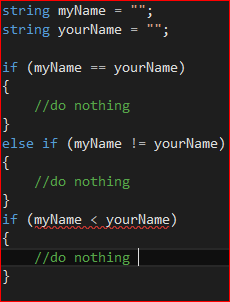 string myName = "";
string yourName = "";
if (myName == yourName)
{
//do nothing
}
else if (myName != yourName)
{
//do nothing
}
if (myName < yourName)
{
//do nothing
}